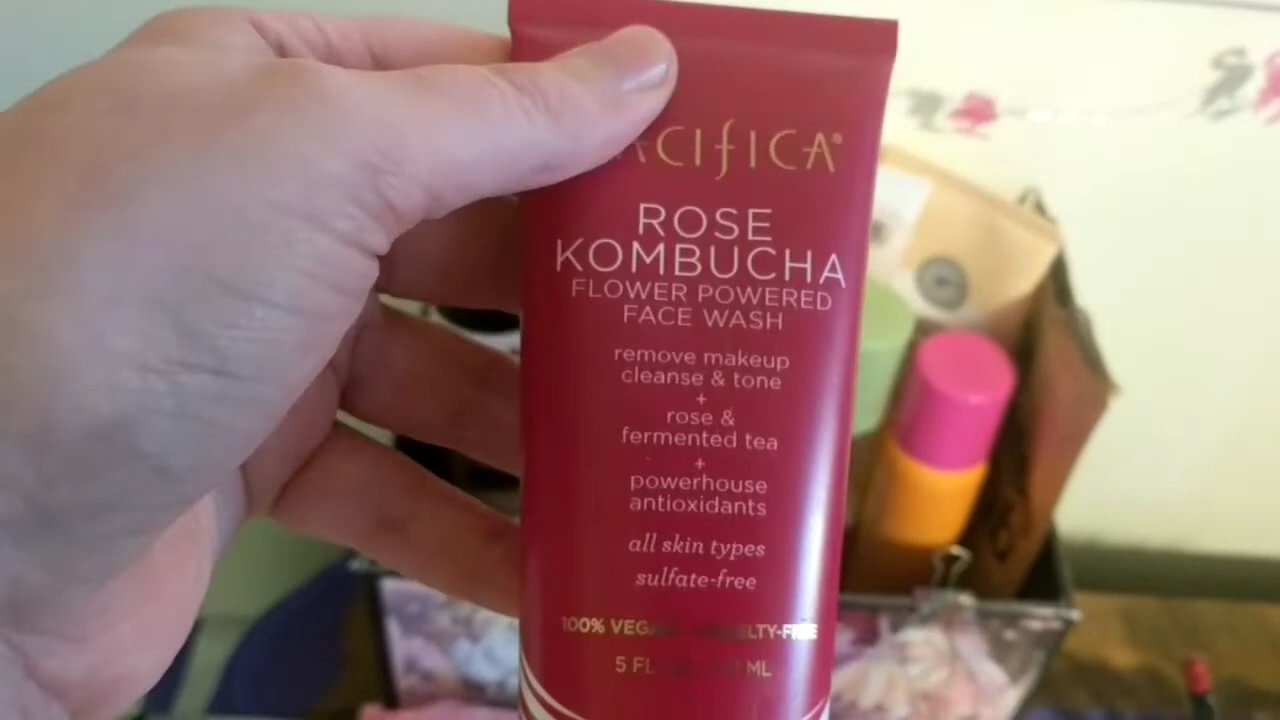 ACIFICA®
ROSE
KOMBUCHA
FLOWER POWERED
FACE WASH
remove makeup
cleanse & tone
+
rose &
fermented tea
+
powerhouse
antioxidants
all skin types
sulfate-free
100% VEGAN
5 FL ML